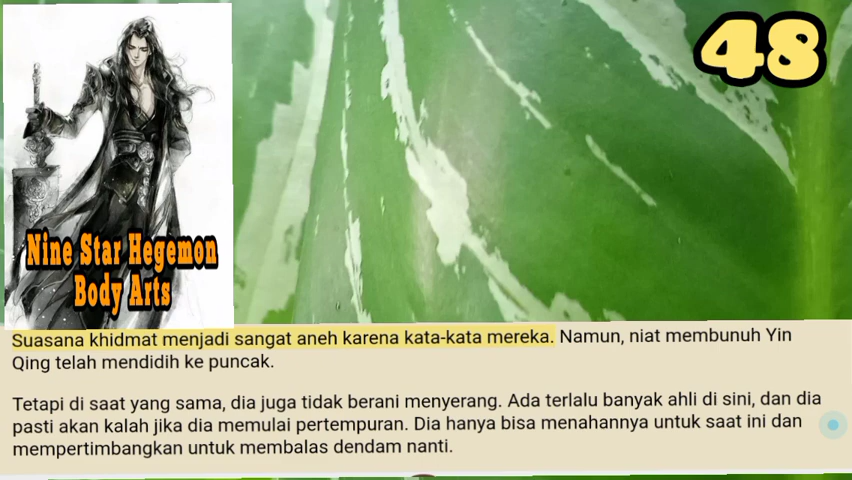 48
Nine Star Hegemon
Body Arts
Suasana khidmat menjadi sangat aneh karena kata-kata mereka. Namun, niat membunuh Yin
Qing telah mendidih ke puncak.
Tetapi di saat yang sama, dia juga tidak berani menyerang. Ada terlalu banyak ahli di sini, dan dia
pasti akan kalah jika dia memulai pertempuran. Dia hanya bisa menahannya untuk saat ini dan
mempertimbangkan untuk membalas dendam nanti.